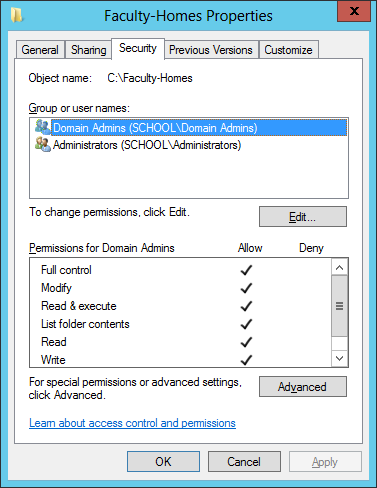 Faculty-Homes Properties
x
General Sharing Security Previous Versions Customize
Object name: C:\Faculty-Homes
Group or user names:
Domain Admins (SCHOOL\Domain Admins)
Administrators (SCHOOL\Administrators)
To change permissions, click Edit.
Edit...
Permissions for Domain Admins Allow Deny
Full control
Modify
Read & execute
List folder contents
Read
Write
For special permissions or advanced settings,
click Advanced.
Advanced
Learn about access control and permissions
OK Cancel Apply